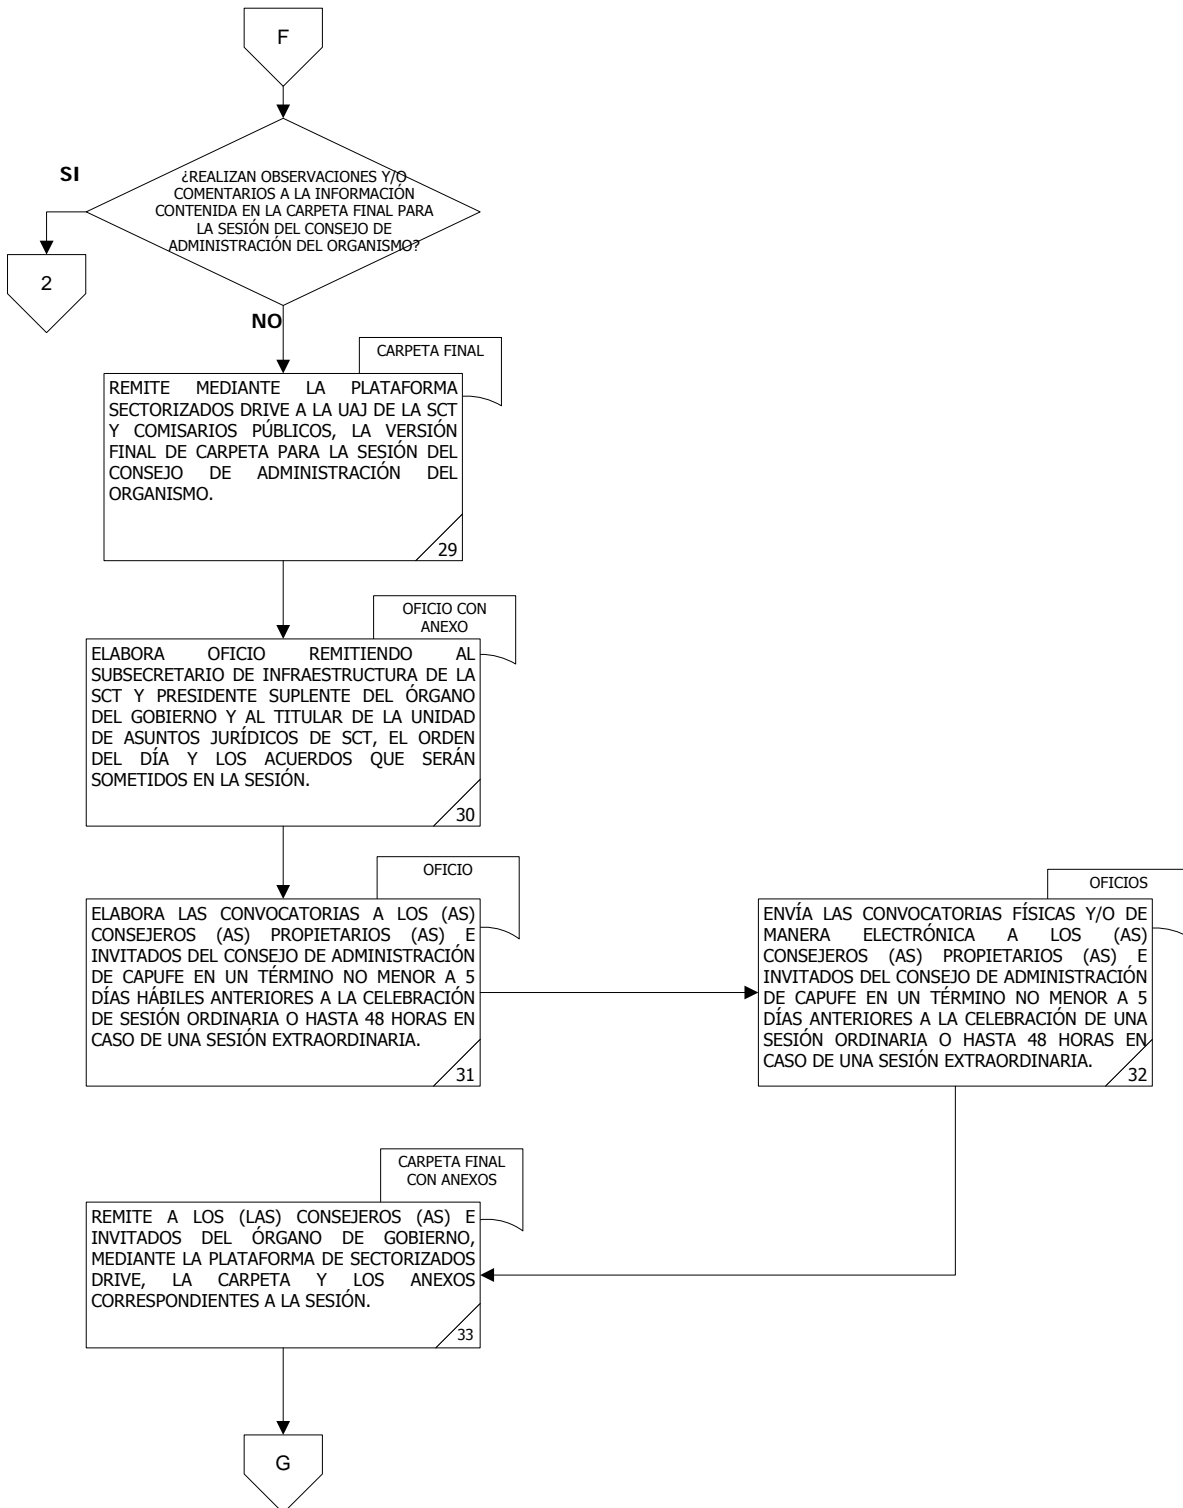 F
SI
¿REALIZAN OBSERVACIONES Y/O
COMENTARIOS A LA INFORMACIÓN
CONTENIDA EN LA CARPETA FINAL PARA
LA SESIÓN DEL CONSEJO DE
ADMINISTRACIÓN DEL ORGANISMO?
2
NO
CARPETA FINAL
REMITE MEDIANTE LA PLATAFORMA
SECTORIZADOS DRIVE A LA UAJ DE LA SCT
Y COMISARIOS PÚBLICOS, LA VERSIÓN
FINAL DE CARPETA PARA LA SESIÓN DEL
CONSEJO DE ADMINISTRACIÓN DEL
ORGANISMO.
29
OFICIO CON
ANEXO
ELABORA OFICIO REMITIENDO AL
SUBSECRETARIO DE INFRAESTRUCTURA DE LA
SCT Y PRESIDENTE SUPLENTE DEL ÓRGANO
DEL GOBIERNO Y AL TITULAR DE LA UNIDAD
DE ASUNTOS JURÍDICOS DE SCT, EL ORDEN
DEL DÍA Y LOS ACUERDOS QUE SERÁN
SOMETIDOS EN LA SESIÓN.
30
OFICIO
ELABORA LAS CONVOCATORIAS A LOS (AS)
CONSEJEROS (AS) PROPIETARIOS (AS) E
INVITADOS DEL CONSEJO DE ADMINISTRACIÓN
DE CAPUFE EN UN TÉRMINO NO MENOR A 5
DÍAS HÁBILES ANTERIORES A LA CELEBRACIÓN
DE SESIÓN ORDINARIA O HASTA 48 HORAS EN
CASO DE UNA SESIÓN EXTRAORDINARIA.
31
OFICIOS
ENVÍA LAS CONVOCATORIAS FÍSICAS Y/O DE
MANERA ELECTRÓNICA A LOS (AS)
CONSEJEROS (AS) PROPIETARIOS (AS) E
INVITADOS DEL CONSEJO DE ADMINISTRACIÓN
DE CAPUFE EN UN TÉRMINO NO MENOR A 5
DÍAS ANTERIORES A LA CELEBRACIÓN DE UNA
SESIÓN ORDINARIA O HASTA 48 HORAS EN
CASO DE UNA SESIÓN EXTRAORDINARIA.
32
CARPETA FINAL
CON ANEXOS
REMITE A LOS (LAS) CONSEJEROS (AS) E
INVITADOS DEL ÓRGANO DE GOBIERNO,
MEDIANTE LA PLATAFORMA DE SECTORIZADOS
DRIVE, LA CARPETA Y LOS ANEXOS
CORRESPONDIENTES A LA SESIÓN.
33
G